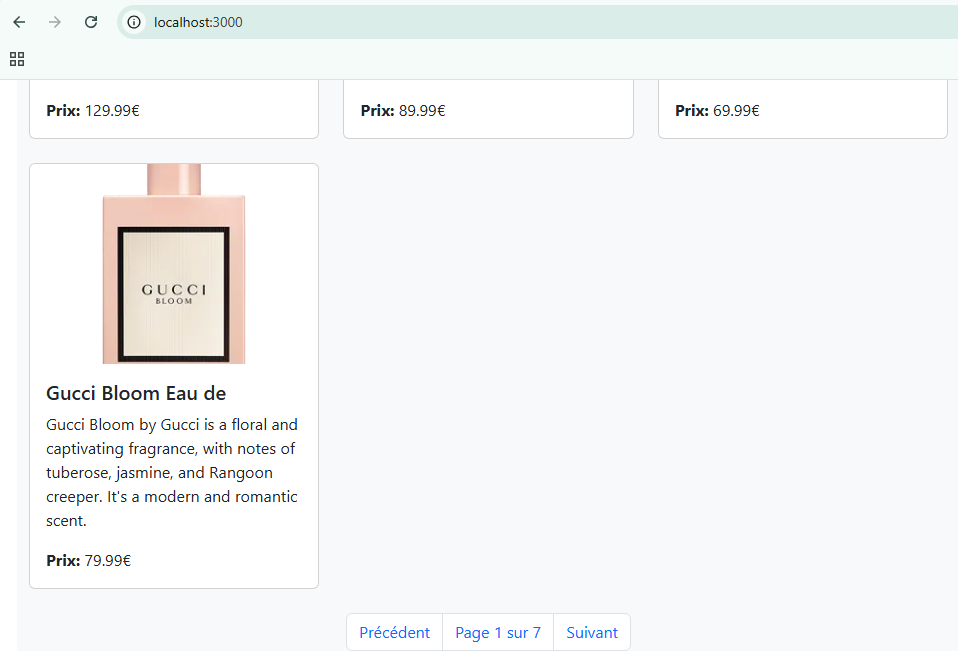 localhost:3000
Prix: 129.99€
Prix: 89.99€
Prix: 69.99€
GUCCI
BLOOM
Gucci Bloom Eau de
Gucci Bloom by Gucci is a floral and
captivating fragrance, with notes of
tuberose, jasmine, and Rangoon
creeper. It's a modern and romantic
scent.
Prix: 79.99€
Précédent
Page 1 sur 7
Suivant